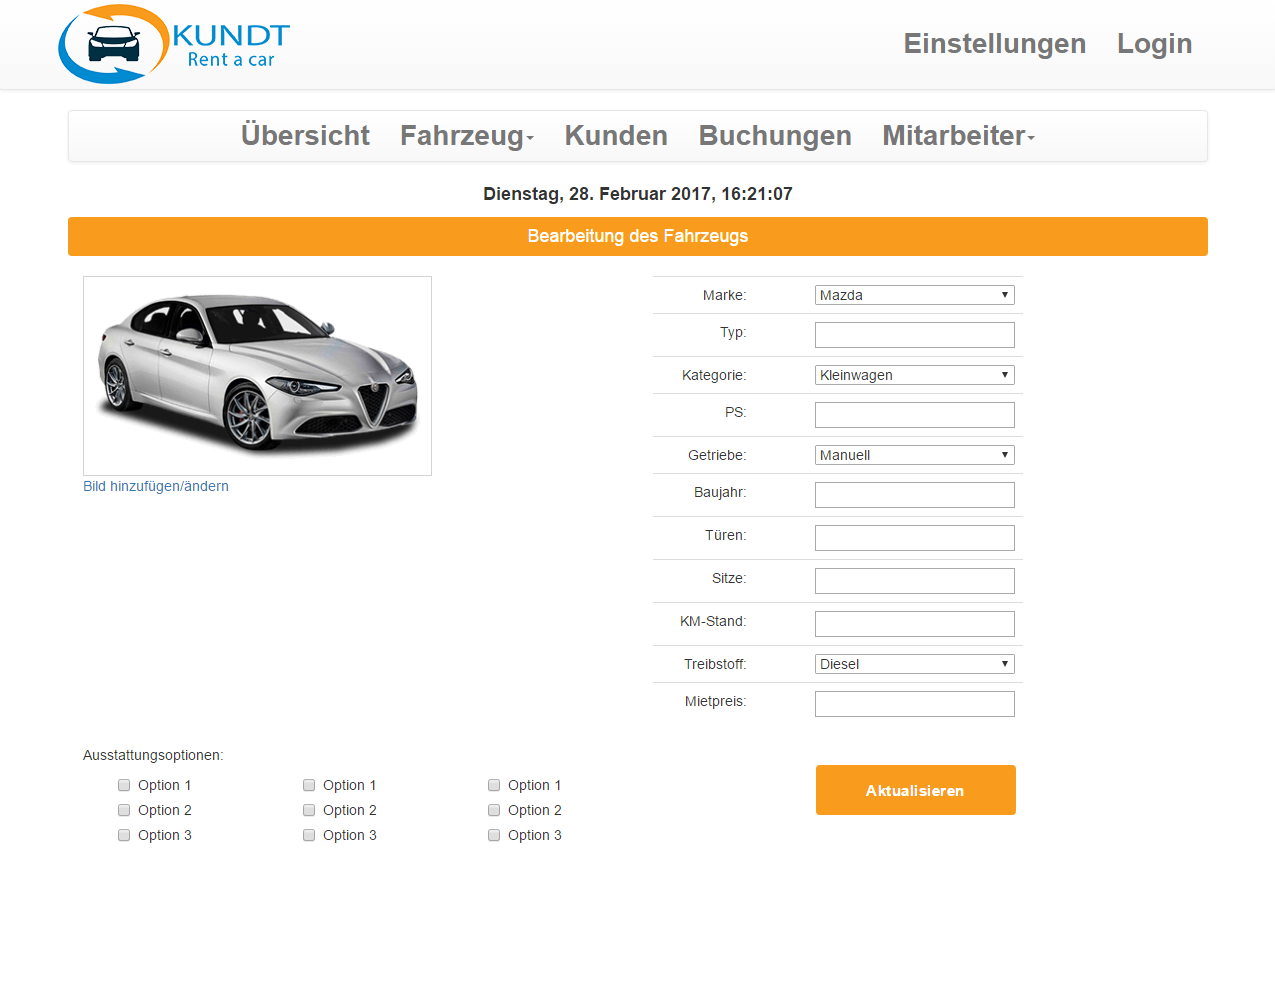 KUNDT
Rent a car
Einstellungen Login
Übersicht Fahrzeug Kunden Buchungen Mitarbeiter
Dienstag, 28. Februar 2017, 16:21:07
Bearbeitung des Fahrzeugs
Marke: Mazda
Typ:
Kategorie: Kleinwagen
PS:
Getriebe: Manuell
Bild hinzufügen/ändern
Baujahr:
Türen:
Sitze:
KM-Stand:
Treibstoff: Diesel
Mietpreis:
Ausstattungsoptionen:
Option 1 Option 1 Option 1
Option 2 Option 2 Option 2
Option 3 Option 3 Option 3
Aktualisieren